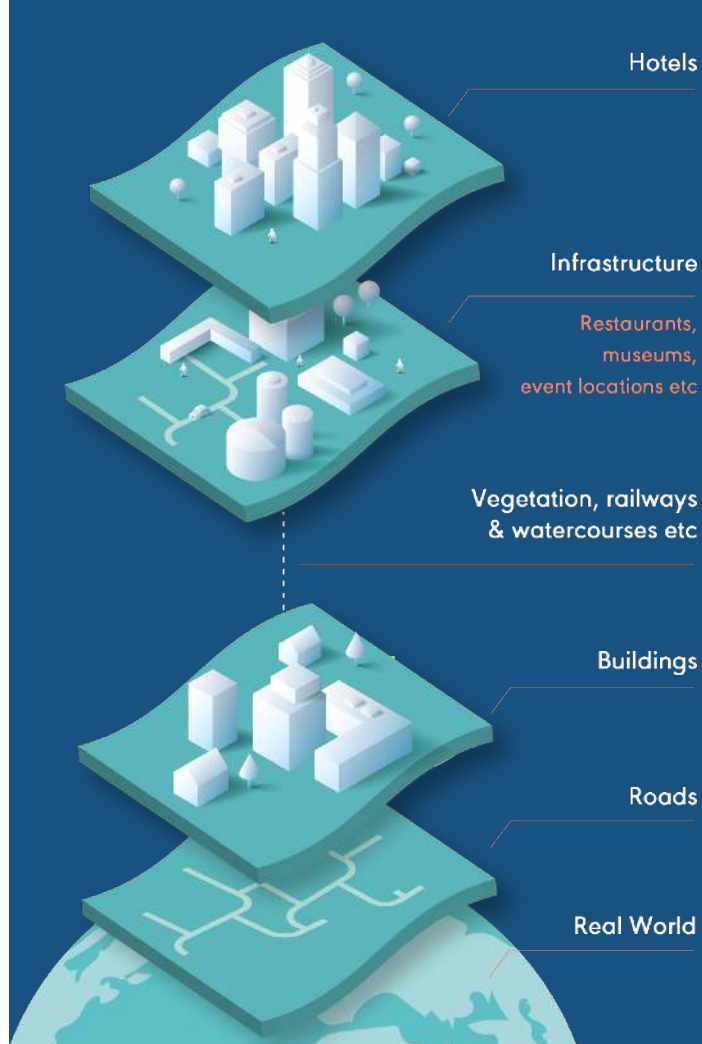 Hotels
Infrastructure
Restaurants,
museums,
event locations etc
Vegetation, railways
& watercourses etc
Buildings
Roads
Real World